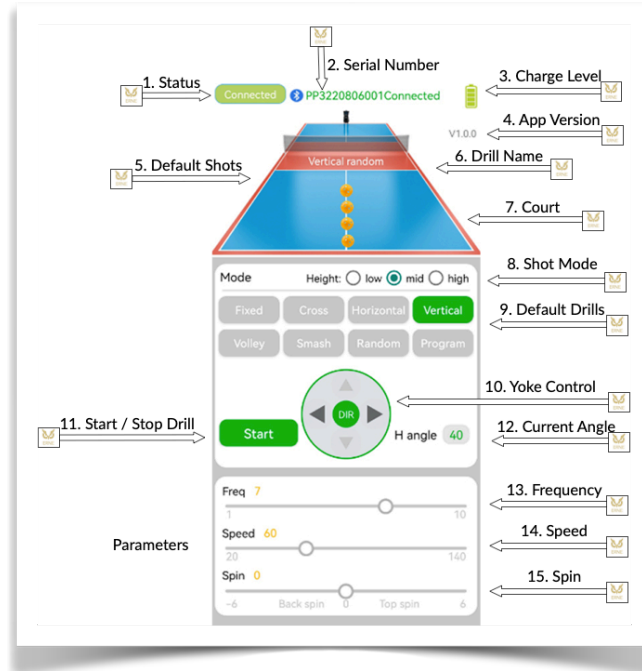 2. Serial Number
1. Status
Connected
PP3220806001Connected
3. Charge Level
4. App Version
V1.0.0
5. Default Shots
Vertical random
6. Drill Name
7. Court
Mode
Height: low mid high
8. Shot Mode
Fixed Cross Horizontal Vertical
9. Default Drills
Volley Smash Random Program
10. Yoke Control
11. Start / Stop Drill
DIR
Start
H angle 40
12. Current Angle
Freq 7
13. Frequency
1 10
Parameters
Speed 60
14. Speed
20 140
Spin 0
15. Spin
-6 Back spin 0 Top spin 6